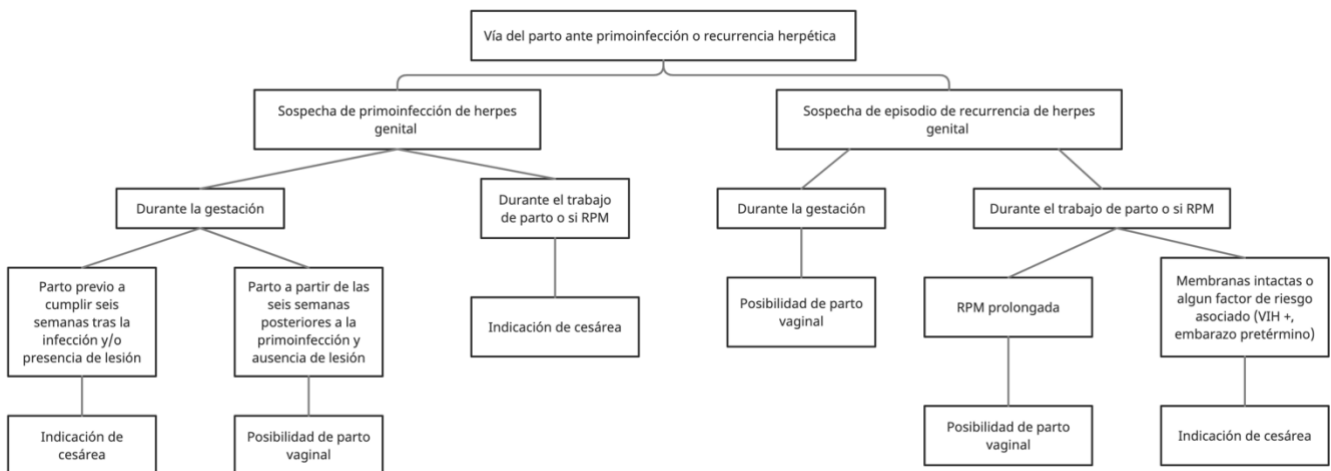 Vía del parto ante primoinfección o recurrencia herpética
Sospecha de primoinfección de herpes
genital
Sospecha de episodio de recurrencia de herpes
genital
Durante la gestación
Durante el trabajo
de parto o si RPM
Durante la gestación
Durante el trabajo de parto o si RPM
Parto previo a
cumplir seis
semanas tras la
infección y/o
presencia de lesión
Parto a partir de las
seis semanas
posteriores a la
primoinfección y
ausencia de lesión
Indicación de cesárea
Posibilidad de parto
vaginal
RPM prolongada
Membranas intactas o
algun factor de riesgo
asociado (VIH +,
embarazo pretérmino)
Indicación de
cesárea
Posibilidad de parto
vaginal
Posibilidad de parto
vaginal
Indicación de cesárea